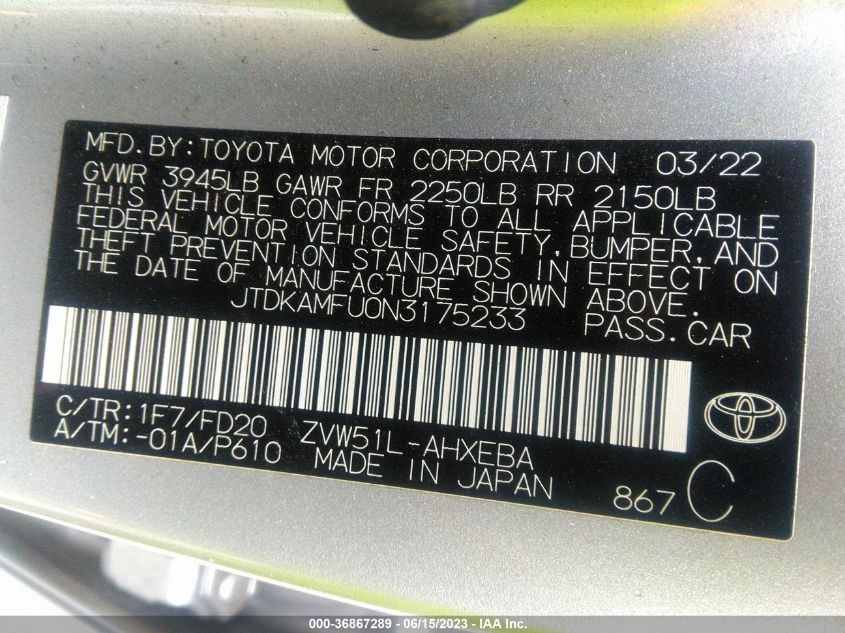 MFD. BY: TOYOTA MOTOR CORPORATION 03/22
GVWR 3945LB GAWR FR 2250LB RR 2150LB
THIS VEHICLE CONFORMS TO ALL APPLICABLE
FEDERAL MOTOR VEHICLE SAFETY, BUMPER, AND
THEFT PREVENTION STANDARDS IN EFFECT ON
THE DATE OF MANUFACTURE SHOWN ABOVE.
JTDKAMFU0N3175233 PASS. CAR
C/TR: 1F7/FD20 ZVW51L-AHXEBA
A/TM: -01A/P610 MADE IN JAPAN
867 C
000-36867289 - 06/15/2023 - IAA Inc.